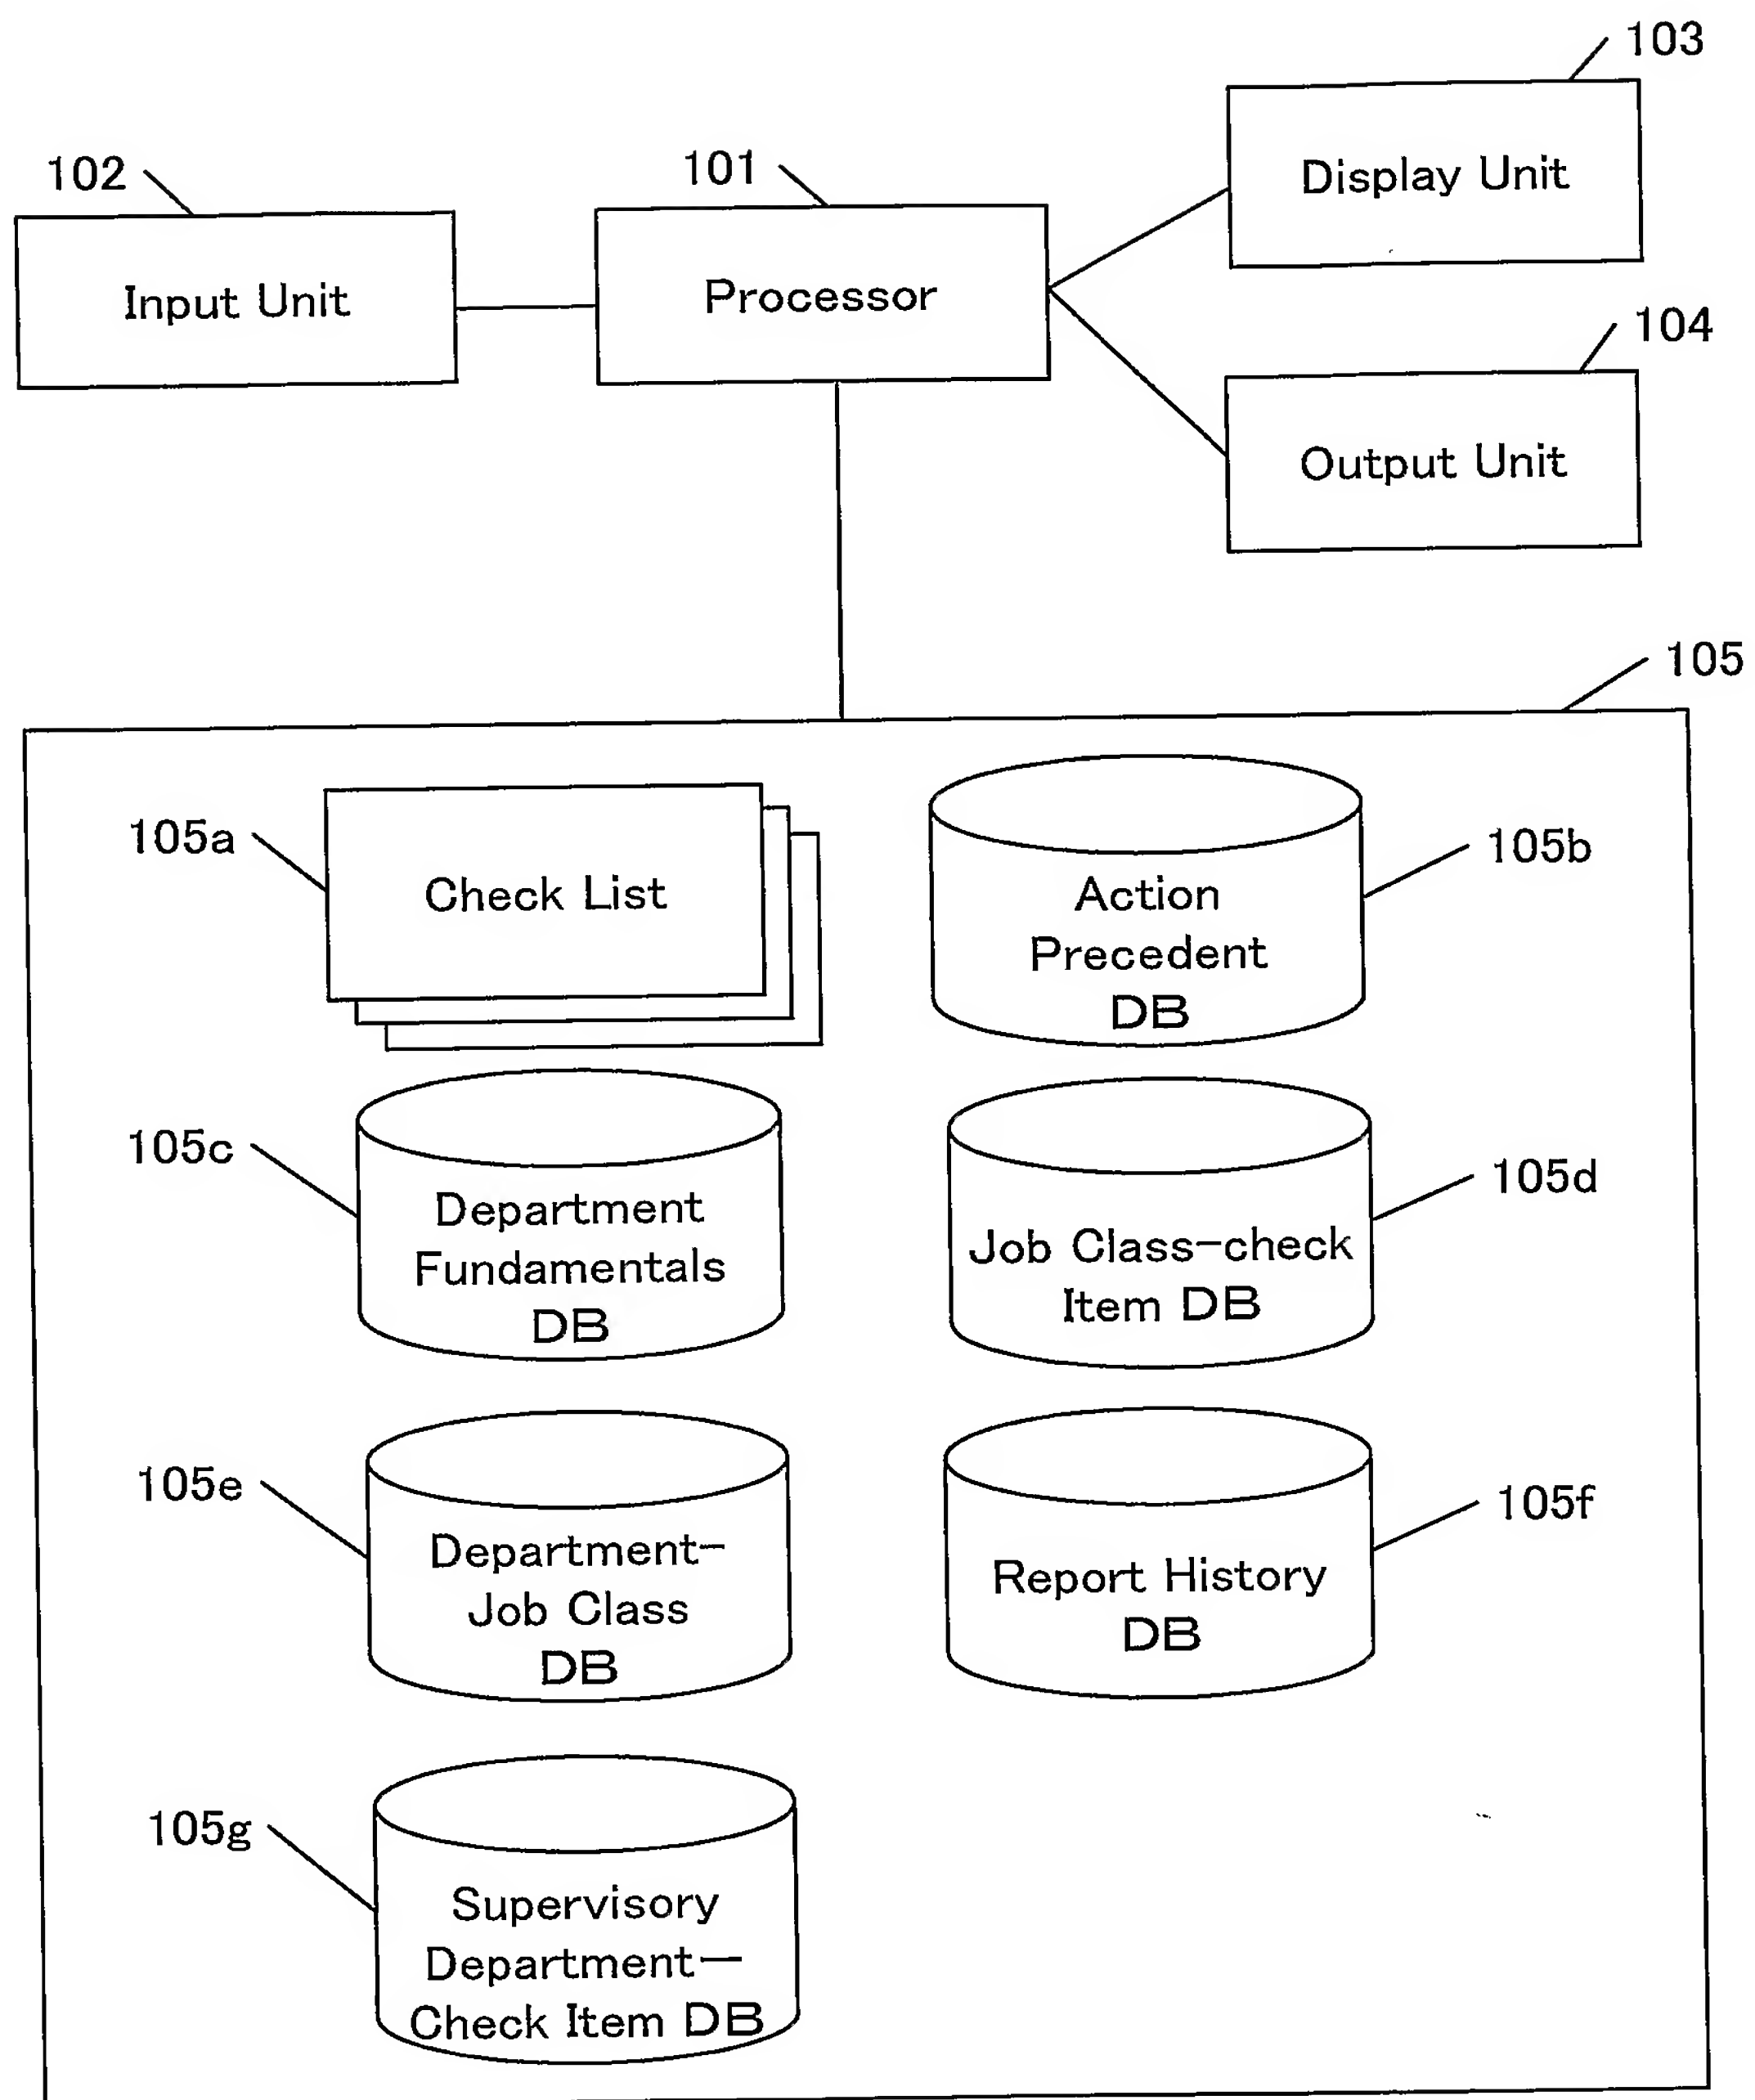 103
102
101
Display Unit
Input Unit
Processor
104
Output Unit
105
105a
Check List
105b
Action
Precedent
DB
105c
Department
Fundamentals
DB
105d
Job Class-check
Item DB
105e
Department-
Job Class
DB
105f
Report History
DB
105g
Supervisory
Department—
Check Item DB